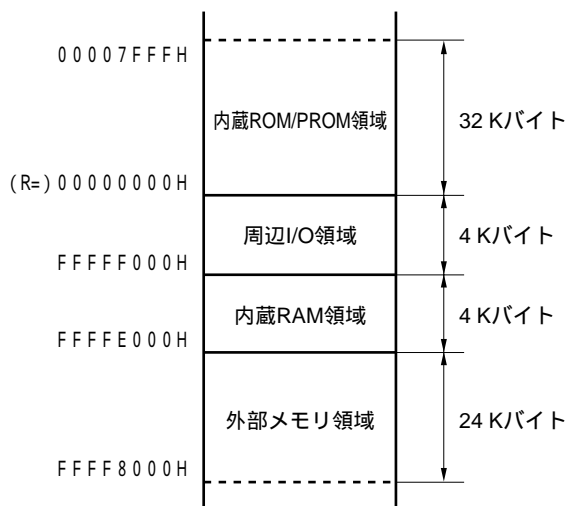 00007FFFH
内蔵ROM/PROM領域
32 Kバイト
(R=)00000000H
周辺I/O領域
4 Kバイト
FFFFF000H
内蔵RAM領域
4 Kバイト
FFFFE000H
外部メモリ領域
24 Kバイト
FFFF8000H